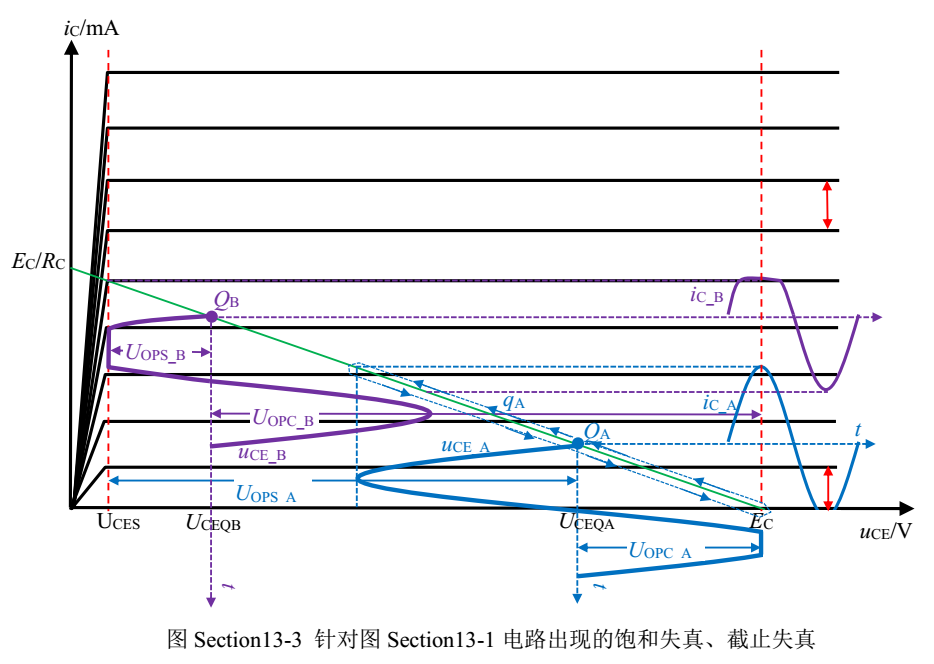 iC/mA
EC/RC
QB
iC_B
UOPS_B
qA
iC_A
UOPC_B
QA
t
uCE_B
uCE_A
UOPS_A
UCES
UCEQB
UCEQA
EC
uCE/V
UOPC_A
t
t
图 Section13-3 针对图 Section13-1 电路出现的饱和失真、截止失真